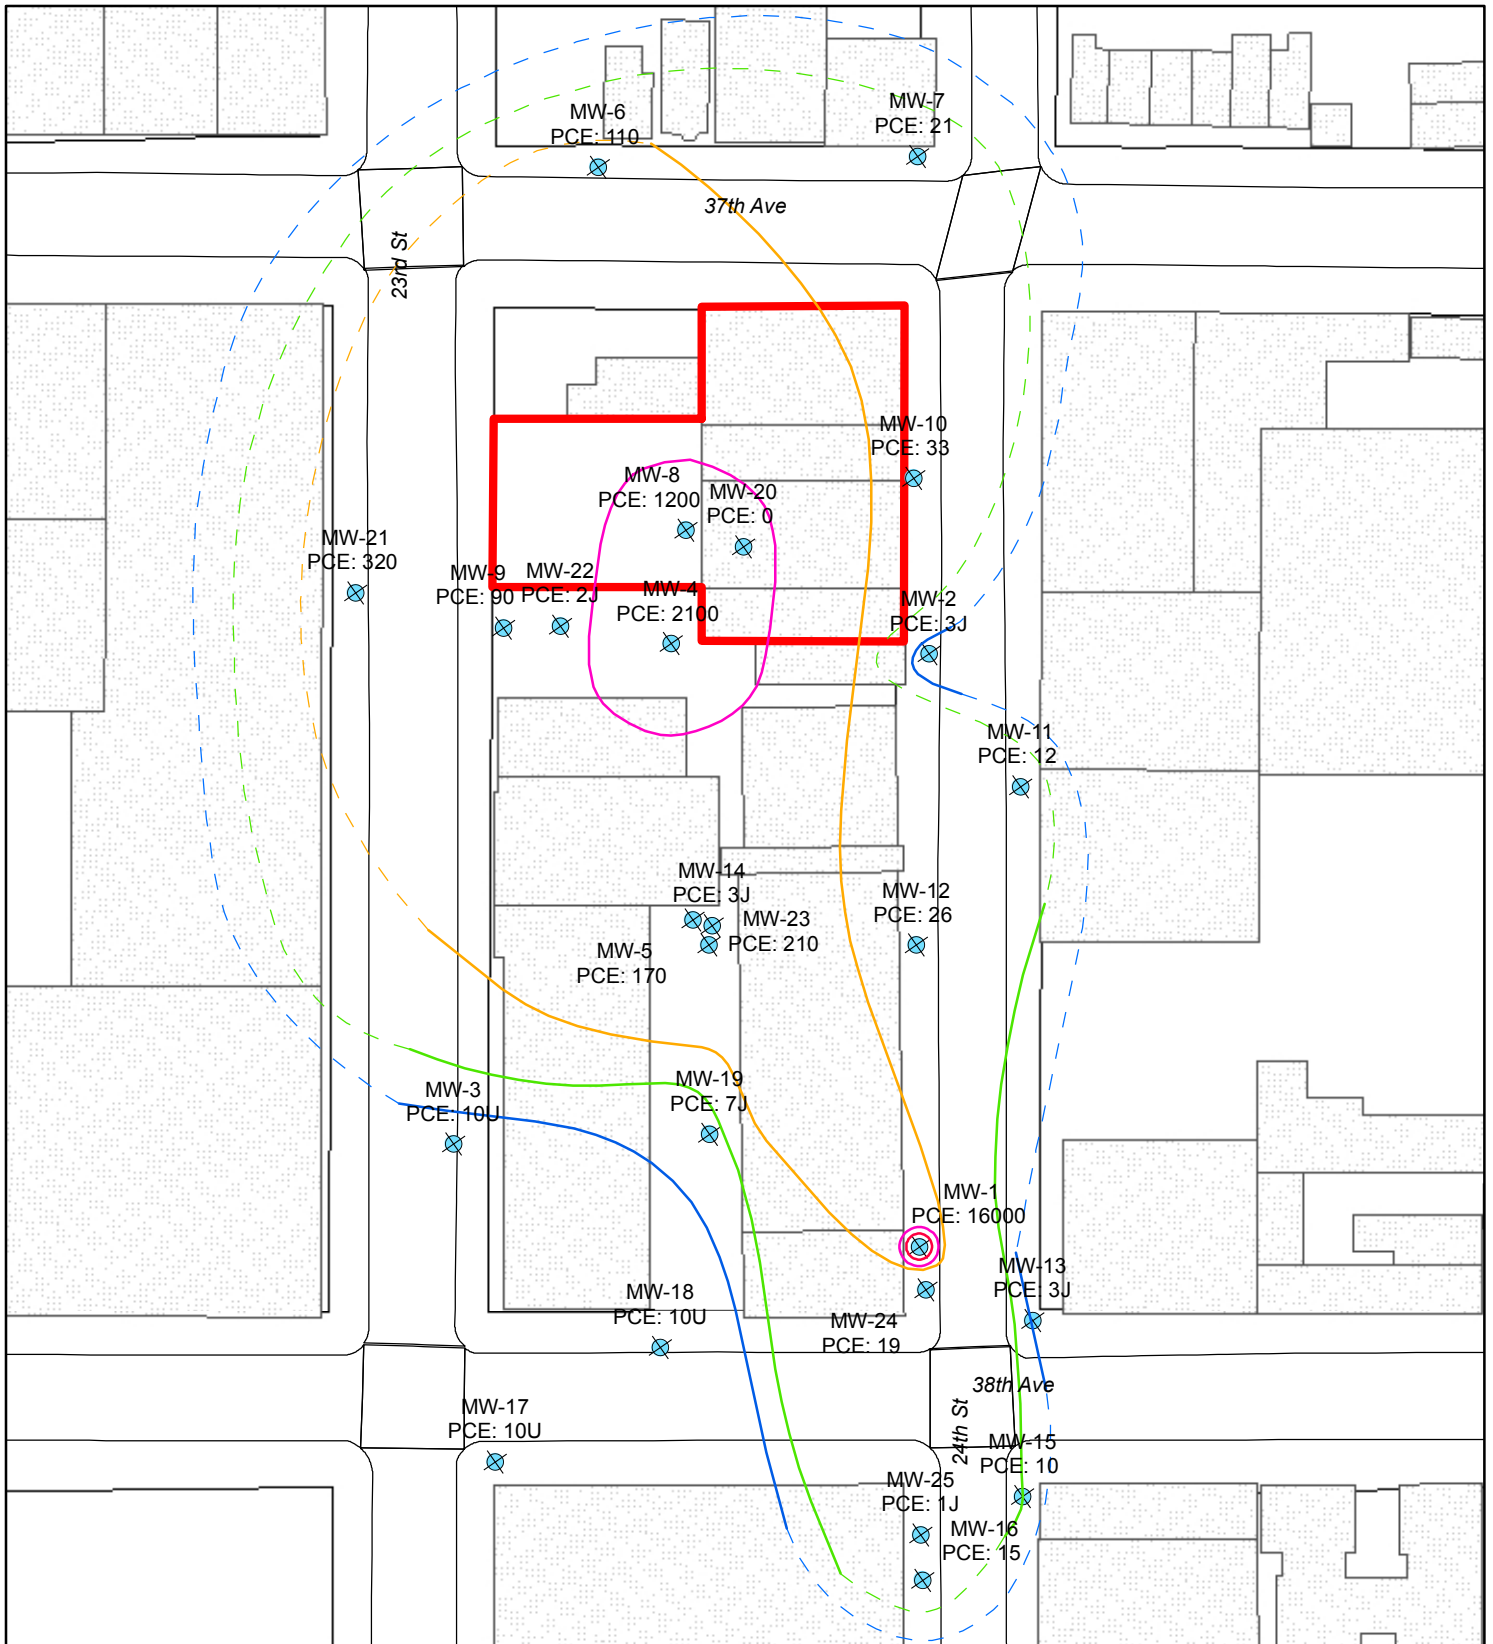 MW-6
PCE: 110
MW-7
PCE: 21
37th Ave
23rd St
MW-10
PCE: 33
MW-8
PCE: 1200
MW-20
PCE: 0
MW-21
PCE: 320
MW-9
PCE: 90
MW-22
PCE: 2J
MW-4
PCE: 2100
MW-2
PCE: 3J
MW-11
PCE: 12
MW-14
PCE: 3J
MW-12
PCE: 26
MW-23
PCE: 210
MW-5
PCE: 170
MW-19
PCE: 7J
MW-3
PCE: 10U
MW-1
PCE: 16000
MW-13
PCE: 3J
MW-18
PCE: 10U
MW-24
PCE: 19
38th Ave
24th St
MW-17
PCE: 10U
MW-15
PCE: 10
MW-25
PCE: 1J
MW-16
PCE: 15